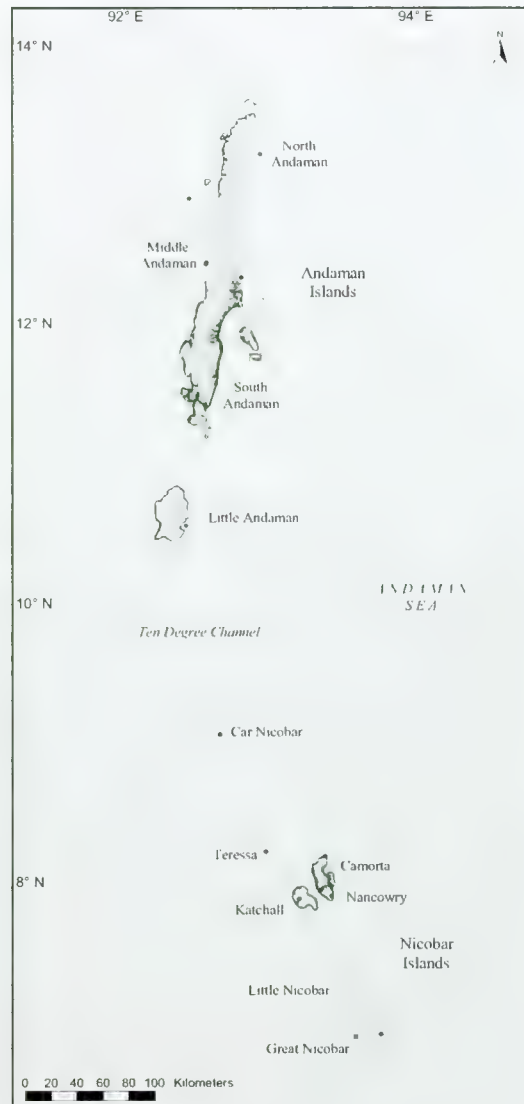 92° E 94° E
14° N
N
North
Andaman
Middle
Andaman
Andaman
Islands
12° N
South
Andaman
Little Andaman
10° N
ANDAMAN
SEA
Ten Degree Channel
Car Nicobar
Teressa
Camorta
8° N
Nancowry
Katchall
Nicobar
Islands
Little Nicobar
Great Nicobar
0 20 40 60 80 100 Kilometers